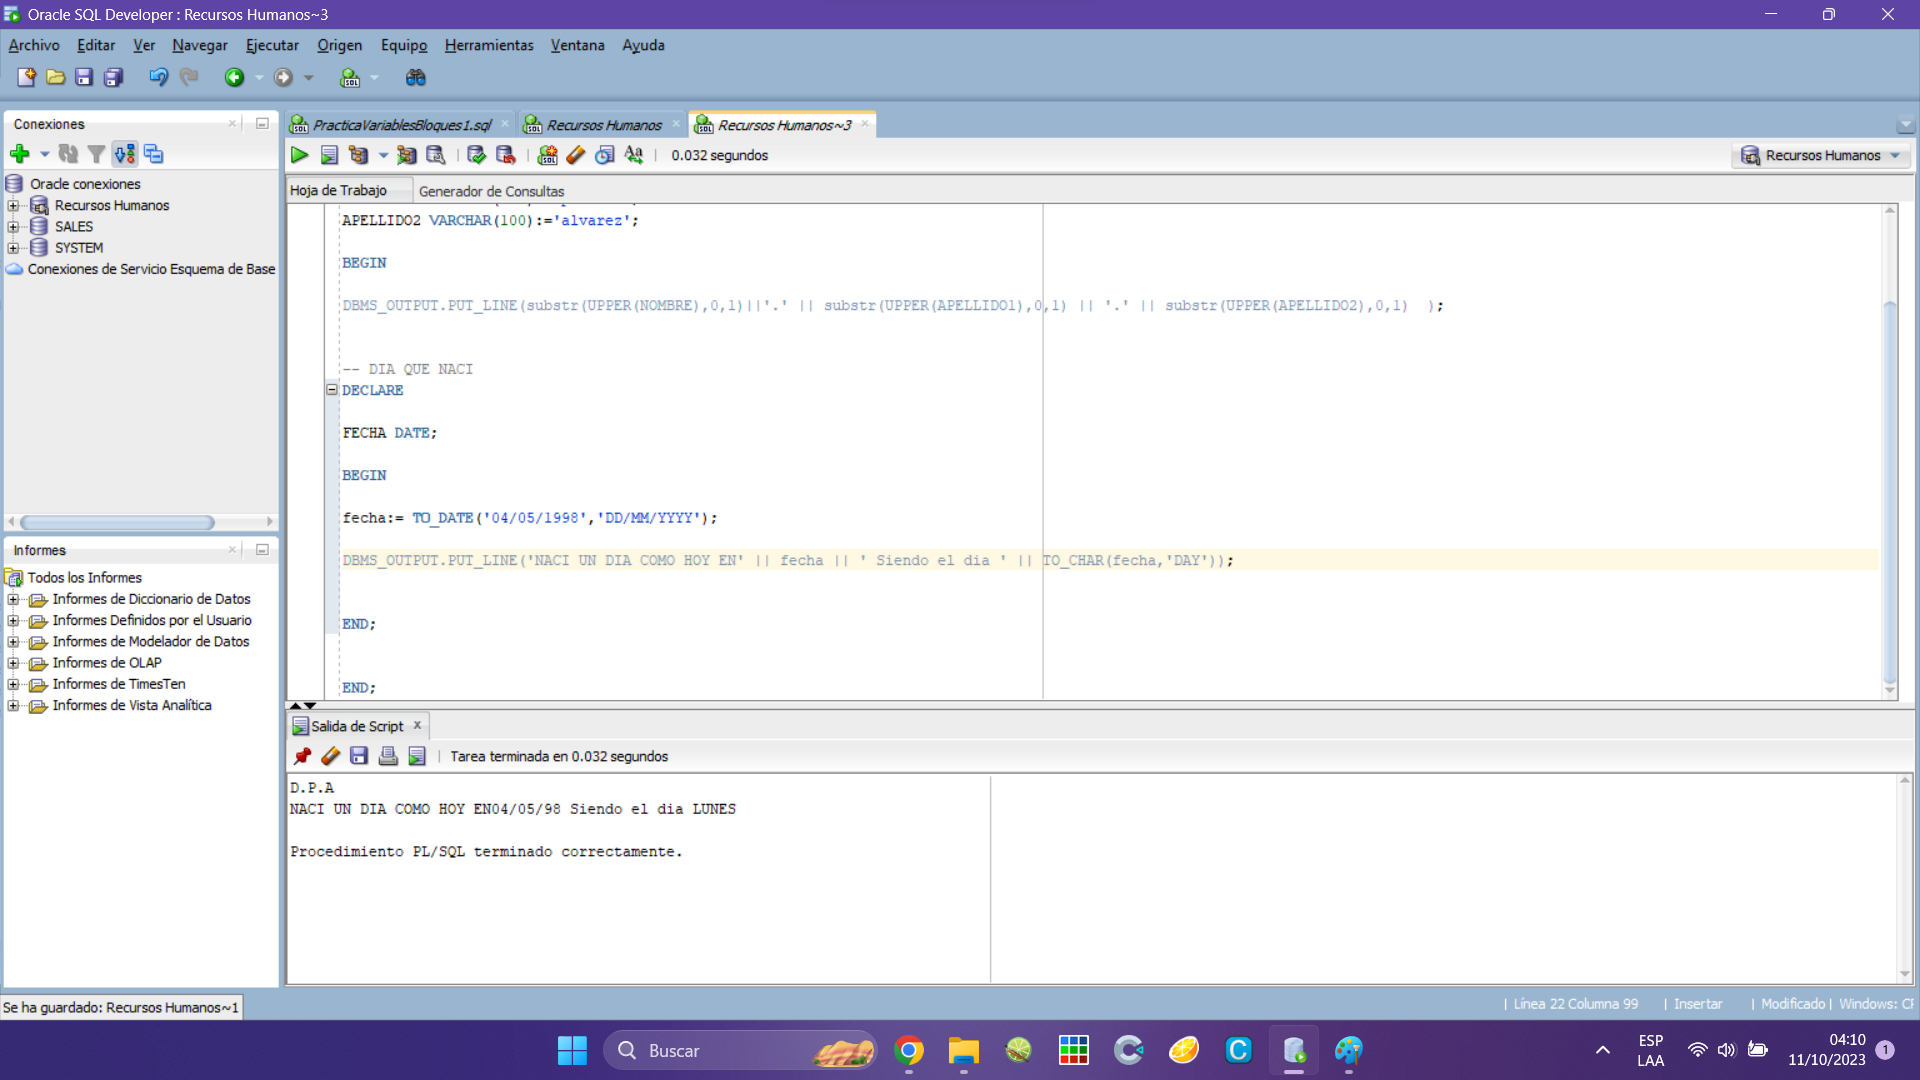 Oracle SQL Developer : Recursos Humanos~3
Archivo Editar Ver Navegar Ejecutar Origen Equipo Herramientas Ventana Ayuda
Conexiones
Oracle conexiones
Recursos Humanos
SALES
SYSTEM
Conexiones de Servicio Esquema de Base
Informes
Todos los Informes
Informes de Diccionario de Datos
Informes Definidos por el Usuario
Informes de Modelador de Datos
Informes de OLAP
Informes de TimesTen
Informes de Vista Analítica
PracticaVariablesBloques1.sql
Recursos Humanos
Recursos Humanos~3
0.032 segundos
Recursos Humanos
Hoja de Trabajo
Generador de Consultas
APELLIDO2 VARCHAR(100):='alvarez';
BEGIN
DBMS_OUTPUT.PUT_LINE(substr(UPPER(NOMBRE),0,1)||'.' || substr(UPPER(APELLIDO1),0,1) || '.' || substr(UPPER(APELLIDO2),0,1)  );
-- DIA QUE NACI
DECLARE
FECHA DATE;
BEGIN
fecha:= TO_DATE('04/05/1998','DD/MM/YYYY');
DBMS_OUTPUT.PUT_LINE('NACI UN DIA COMO HOY EN' || fecha || ' Siendo el dia ' || TO_CHAR(fecha,'DAY'));
END;
END;
Salida de Script
Tarea terminada en 0.032 segundos
D.P.A
NACI UN DIA COMO HOY EN04/05/98 Siendo el dia LUNES
Procedimiento PL/SQL terminado correctamente.
Se ha guardado: Recursos Humanos~1
| Línea 22 Columna 99 | Insertar | Modificado | Windows: CF
Buscar
ESP
LAA
04:10
11/10/2023
1